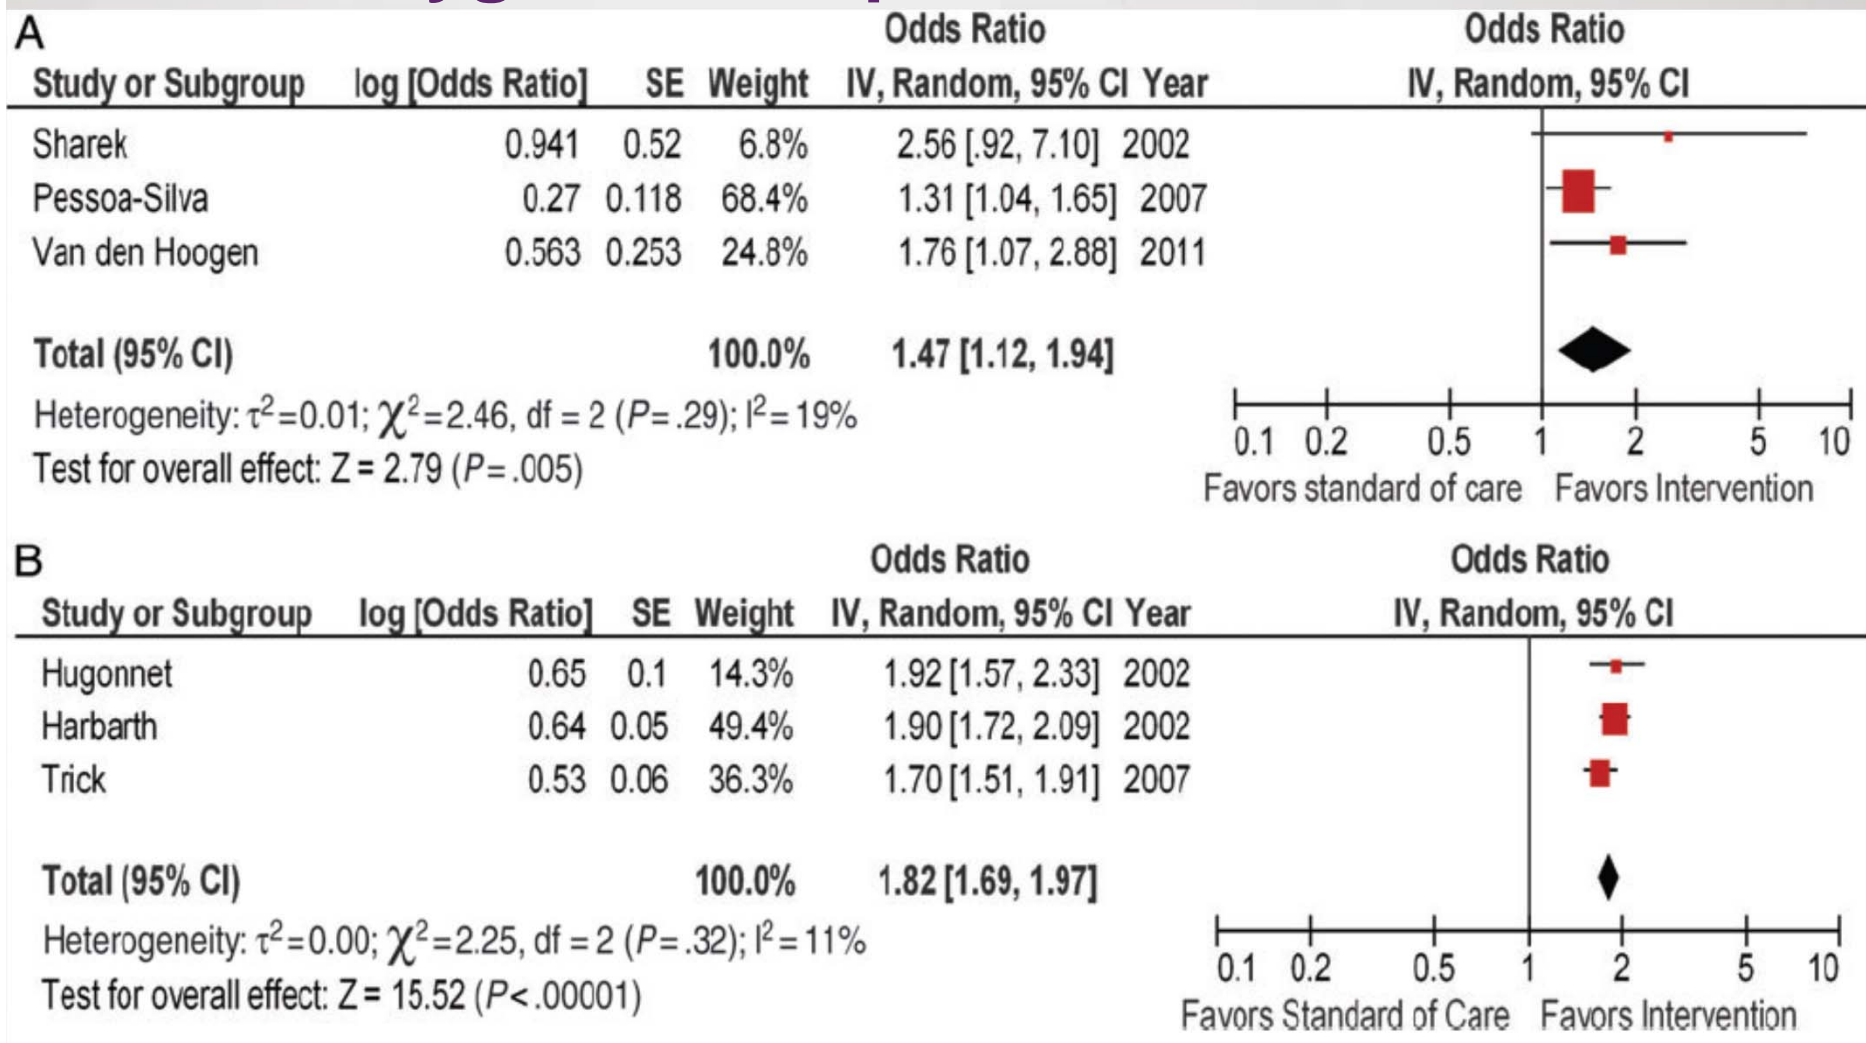 A
Odds Ratio Odds Ratio
Study or Subgroup log [Odds Ratio] SE Weight IV, Random, 95% CI Year IV, Random, 95% CI
Sharek 0.941 0.52 6.8% 2.56 [.92, 7.10] 2002
Pessoa-Silva 0.27 0.118 68.4% 1.31 [1.04, 1.65] 2007
Van den Hoogen 0.563 0.253 24.8% 1.76 [1.07, 2.88] 2011
Total (95% CI) 100.0% 1.47 [1.12, 1.94]
Heterogeneity: τ²=0.01; χ²=2.46, df = 2 (P=.29); I²=19%
Test for overall effect: Z = 2.79 (P=.005)
0.1 0.2 0.5 1 2 5 10
Favors standard of care Favors Intervention
B
Odds Ratio Odds Ratio
Study or Subgroup log [Odds Ratio] SE Weight IV, Random, 95% CI Year IV, Random, 95% CI
Hugonnet 0.65 0.1 14.3% 1.92 [1.57, 2.33] 2002
Harbarth 0.64 0.05 49.4% 1.90 [1.72, 2.09] 2002
Trick 0.53 0.06 36.3% 1.70 [1.51, 1.91] 2007
Total (95% CI) 100.0% 1.82 [1.69, 1.97]
Heterogeneity: τ²=0.00; χ²=2.25, df = 2 (P=.32); I²=11%
Test for overall effect: Z = 15.52 (P<.00001)
0.1 0.2 0.5 1 2 5 10
Favors Standard of Care Favors Intervention